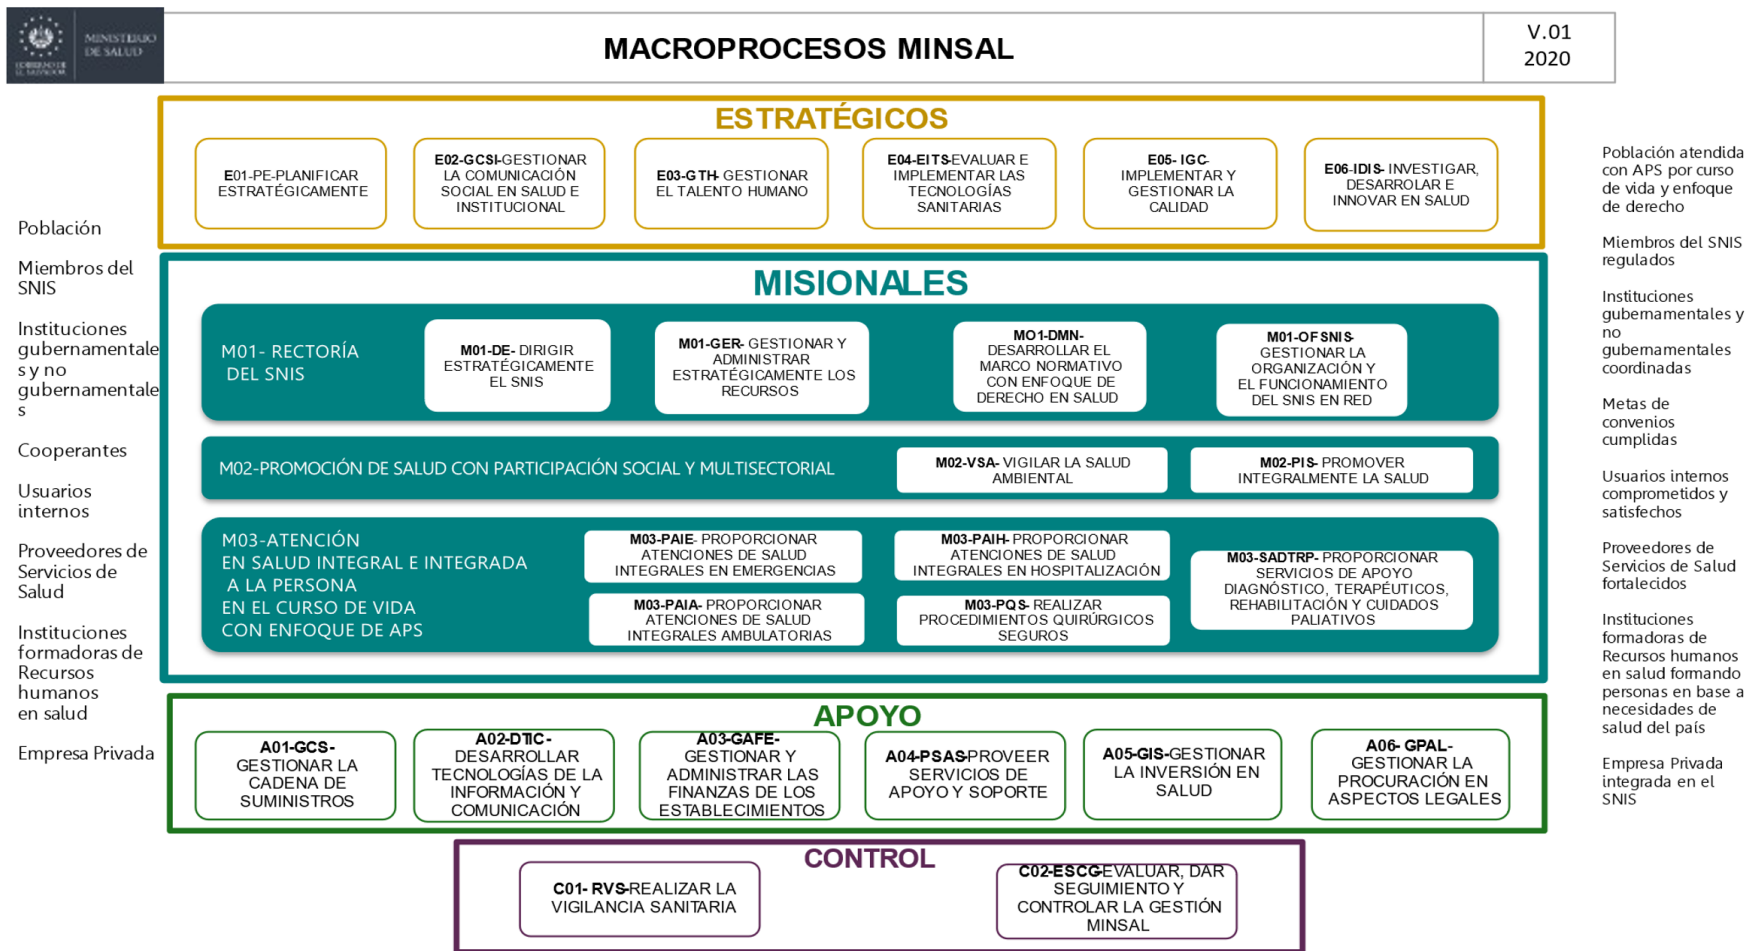 MINISTERIO
DE SALUD
GOBIERNO DE
EL SALVADOR
MACROPROCESOS MINSAL
V.01
2020
Población
Miembros del
SNIS
Instituciones
gubernamentale
s y no
gubernamentale
s
Cooperantes
Usuarios
internos
Proveedores de
Servicios de
Salud
Instituciones
formadoras de
Recursos
humanos
en salud
Empresa Privada
ESTRATÉGICOS
E01-PE-PLANIFICAR
ESTRATÉGICAMENTE
E02-GCSI-GESTIONAR
LA COMUNICACIÓN
SOCIAL EN SALUD E
INSTITUCIONAL
E03-GTH- GESTIONAR
EL TALENTO HUMANO
E04-EITS-EVALUAR E
IMPLEMENTAR LAS
TECNOLOGÍAS
SANITARIAS
E05- IGC-
IMPLEMENTAR Y
GESTIONAR LA
CALIDAD
E06-IDIS- INVESTIGAR,
DESARROLAR E
INNOVAR EN SALUD
MISIONALES
M01- RECTORÍA
DEL SNIS
M01-DE- DIRIGIR
ESTRATÉGICAMENTE
EL SNIS
M01-GER- GESTIONAR Y
ADMINISTRAR
ESTRATÉGICAMENTE LOS
RECURSOS
MO1-DMN-
DESARROLLAR EL
MARCO NORMATIVO
CON ENFOQUE DE
DERECHO EN SALUD
M01-OFSNIS-
GESTIONAR LA
ORGANIZACIÓN Y
EL FUNCIONAMIENTO
DEL SNIS EN RED
M02-PROMOCIÓN DE SALUD CON PARTICIPACIÓN SOCIAL Y MULTISECTORIAL
M02-VSA- VIGILAR LA SALUD
AMBIENTAL
M02-PIS- PROMOVER
INTEGRALMENTE LA SALUD
M03-ATENCIÓN
EN SALUD INTEGRAL E INTEGRADA
A LA PERSONA
EN EL CURSO DE VIDA
CON ENFOQUE DE APS
M03-PAIE- PROPORCIONAR
ATENCIONES DE SALUD
INTEGRALES EN EMERGENCIAS
M03-PAIH- PROPORCIONAR
ATENCIONES DE SALUD
INTEGRALES EN HOSPITALIZACIÓN
M03-PAIA- PROPORCIONAR
ATENCIONES DE SALUD
INTEGRALES AMBULATORIAS
M03-PQS- REALIZAR
PROCEDIMIENTOS QUIRÚRGICOS
SEGUROS
M03-SADTRP- PROPORCIONAR
SERVICIOS DE APOYO
DIAGNÓSTICO, TERAPÉUTICOS,
REHABILITACIÓN Y CUIDADOS
PALIATIVOS
APOYO
A01-GCS-
GESTIONAR LA
CADENA DE
SUMINISTROS
A02-DTIC-
DESARROLLAR
TECNOLOGÍAS DE LA
INFORMACIÓN Y
COMUNICACIÓN
A03-GAFE-
GESTIONAR Y
ADMINISTRAR LAS
FINANZAS DE LOS
ESTABLECIMIENTOS
A04-PSAS-PROVEER
SERVICIOS DE
APOYO Y SOPORTE
A05-GIS-GESTIONAR
LA INVERSIÓN EN
SALUD
A06- GPAL-
GESTIONAR LA
PROCURACIÓN EN
ASPECTOS LEGALES
CONTROL
C01- RVS-REALIZAR LA
VIGILANCIA SANITARIA
C02-ESCG-EVALUAR, DAR
SEGUIMIENTO Y
CONTROLAR LA GESTIÓN
MINSAL
Población atendida
con APS por curso
de vida y enfoque
de derecho
Miembros del SNIS
regulados
Instituciones
gubernamentales y
no
gubernamentales
coordinadas
Metas de
convenios
cumplidas
Usuarios internos
comprometidos y
satisfechos
Proveedores de
Servicios de Salud
fortalecidos
Instituciones
formadoras de
Recursos humanos
en salud formando
personas en base a
necesidades de
salud del país
Empresa Privada
integrada en el
SNIS